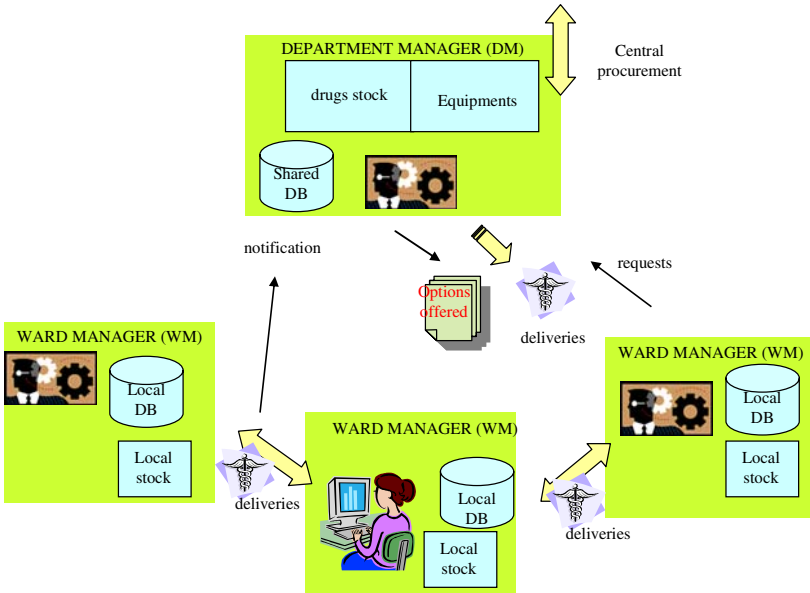 DEPARTMENT MANAGER (DM)
Central
procurement
drugs stock
Equipments
Shared
DB
notification
requests
Options
offered
deliveries
WARD MANAGER (WM)
Local
DB
Local
stock
deliveries
WARD MANAGER (WM)
Local
DB
Local
stock
deliveries
WARD MANAGER (WM)
Local
DB
Local
stock